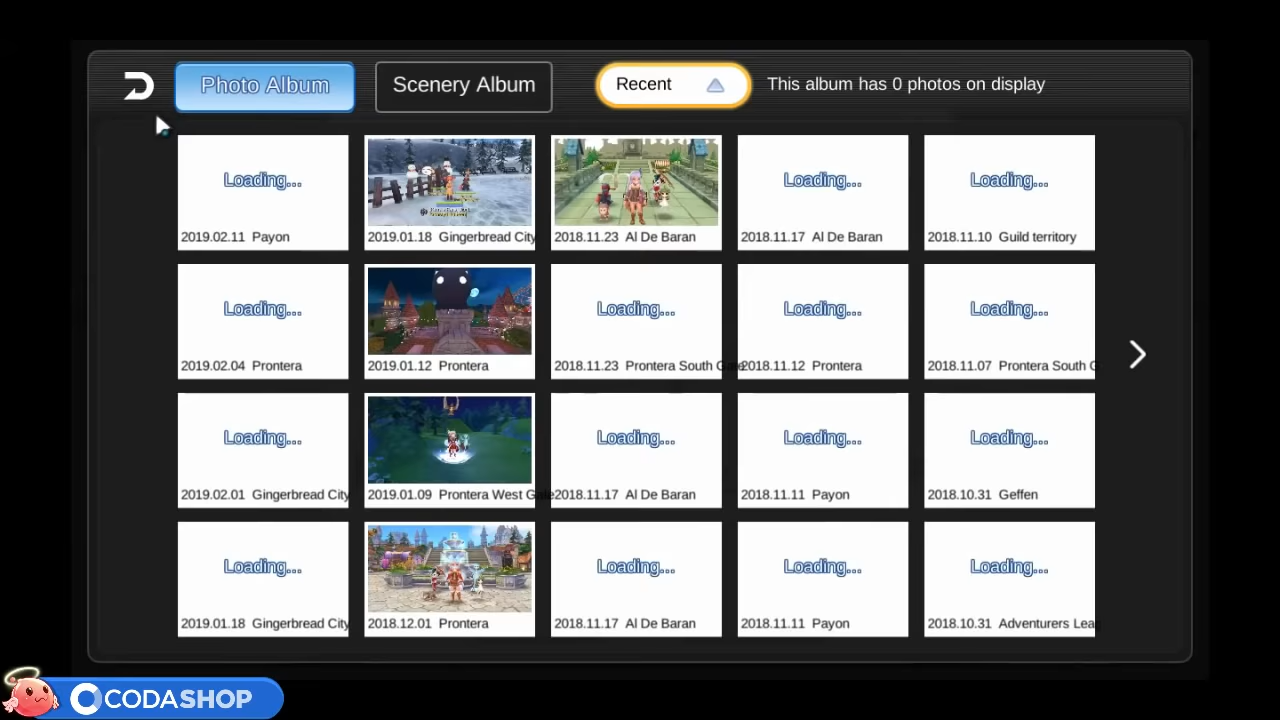 Photo Album
Scenery Album
Recent
This album has 0 photos on display
Loading...
2019.02.11 Payon
2019.01.18 Gingerbread City
2018.11.23 Al De Baran
Loading...
2018.11.17 Al De Baran
Loading...
2018.11.10 Guild territory
Loading...
2019.02.04 Prontera
2019.01.12 Prontera
Loading...
2018.11.23 Prontera South Gate
Loading...
2018.11.12 Prontera
Loading...
2018.11.07 Prontera South G
Loading...
2019.02.01 Gingerbread City
2019.01.09 Prontera West Gate
Loading...
2018.11.17 Al De Baran
Loading...
2018.11.11 Payon
Loading...
2018.10.31 Geffen
Loading...
2019.01.18 Gingerbread City
2018.12.01 Prontera
Loading...
2018.11.17 Al De Baran
Loading...
2018.11.11 Payon
Loading...
2018.10.31 Adventurers Lea
CODASHOP